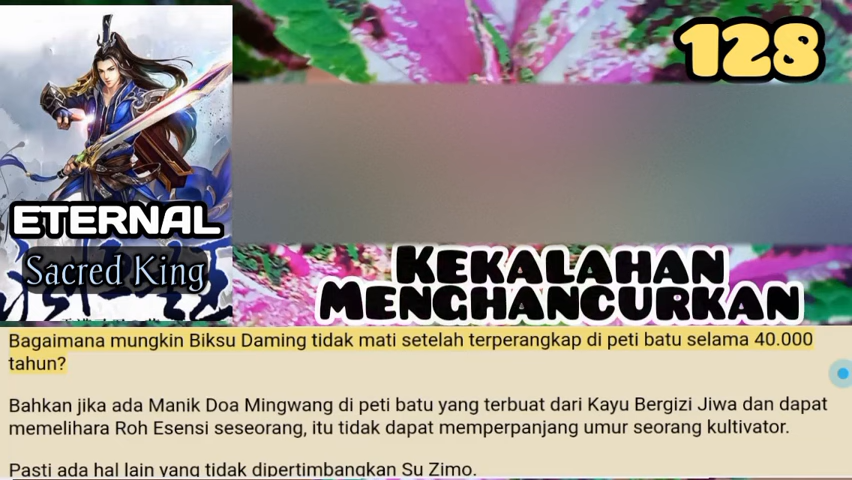 128
ETERNAL
Sacred King
KEKALAHAN
MENGHANCURKAN
Bagaimana mungkin Biksu Daming tidak mati setelah terperangkap di peti batu selama 40.000
tahun?
Bahkan jika ada Manik Doa Mingwang di peti batu yang terbuat dari Kayu Bergizi Jiwa dan dapat
memelihara Roh Esensi seseorang, itu tidak dapat memperpanjang umur seorang kultivator.
Pasti ada hal lain yang tidak dipertimbangkan Su Zimo.